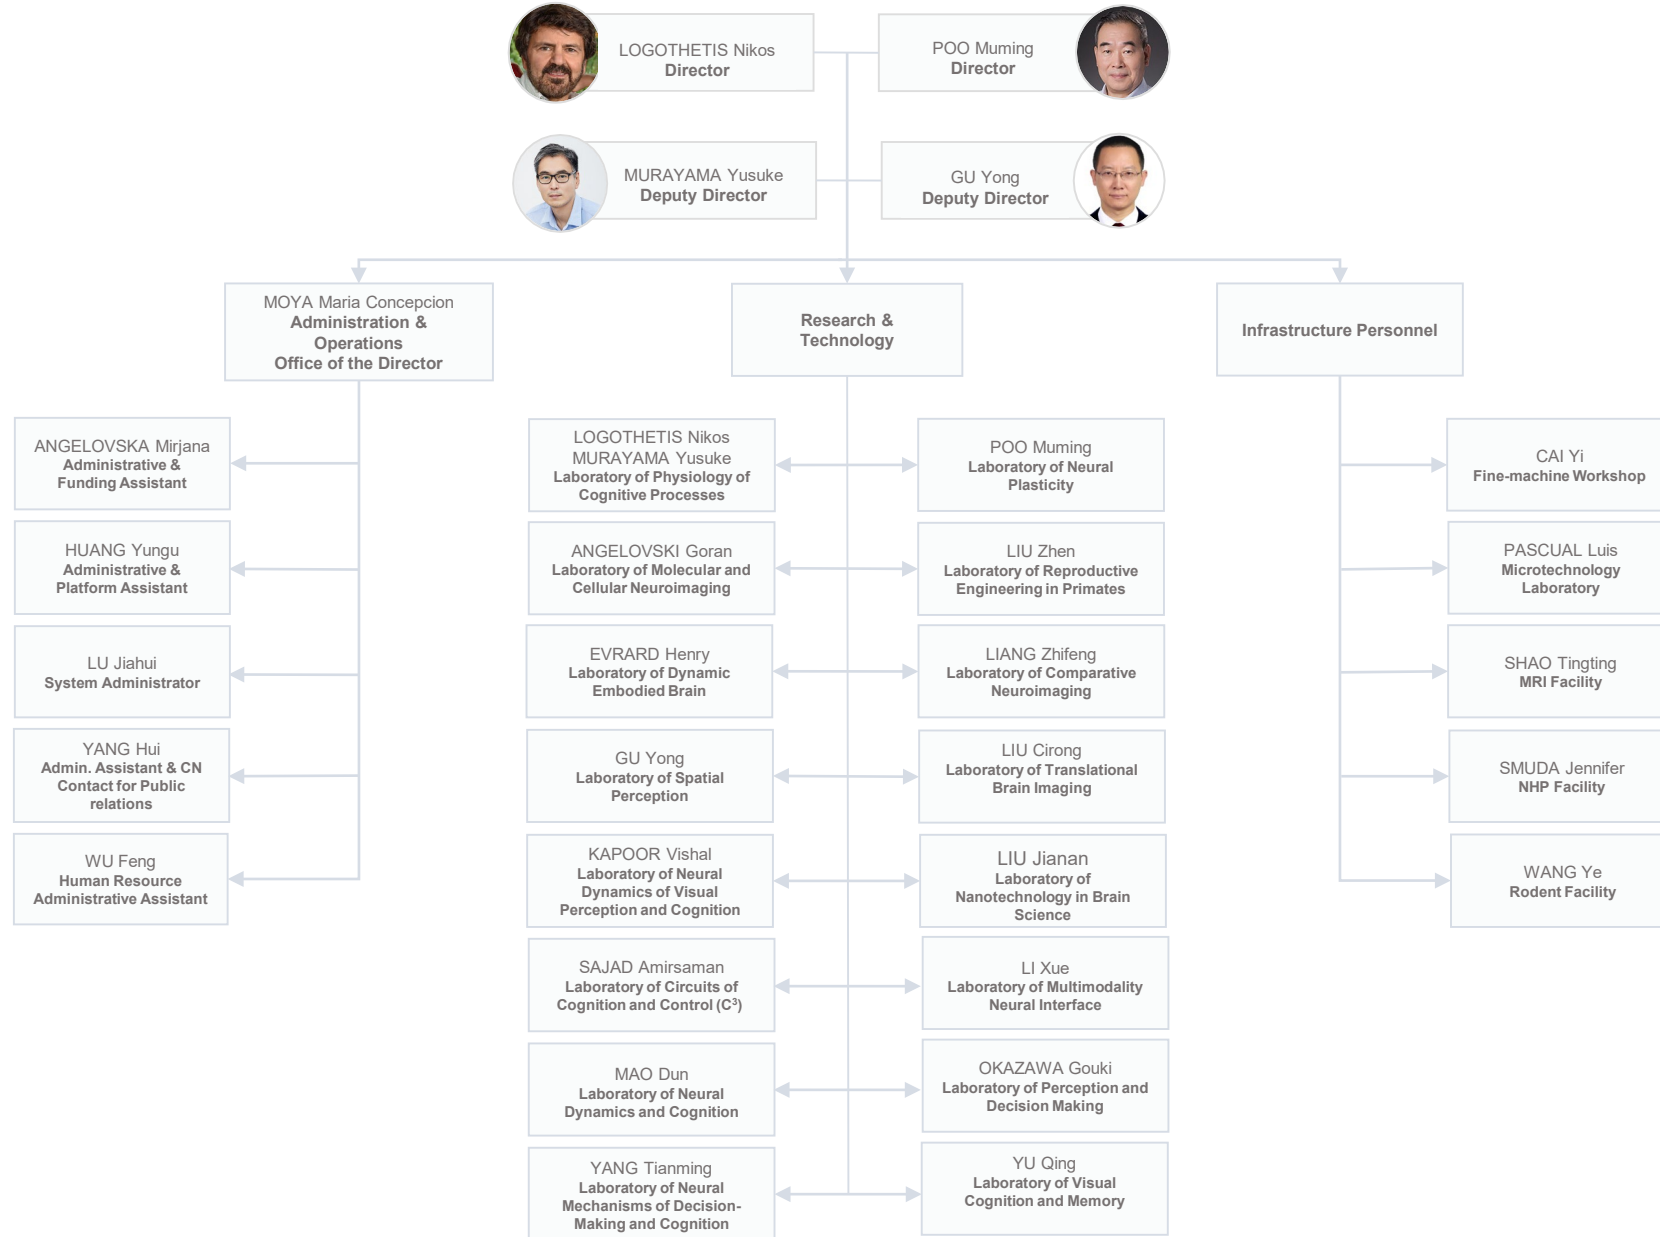 LOGOTHETIS Nikos
Director
POO Muming
Director
MURAYAMA Yusuke
Deputy Director
GU Yong
Deputy Director
MOYA Maria Concepcion
Administration &
Operations
Office of the Director
Research &
Technology
Infrastructure Personnel
ANGELOVSKA Mirjana
Administrative &
Funding Assistant
HUANG Yungu
Administrative &
Platform Assistant
LU Jiahui
System Administrator
YANG Hui
Admin. Assistant & CN
Contact for Public
relations
WU Feng
Human Resource
Administrative Assistant
LOGOTHETIS Nikos
MURAYAMA Yusuke
Laboratory of Physiology of
Cognitive Processes
POO Muming
Laboratory of Neural
Plasticity
ANGELOVSKI Goran
Laboratory of Molecular and
Cellular Neuroimaging
LIU Zhen
Laboratory of Reproductive
Engineering in Primates
EVRARD Henry
Laboratory of Dynamic
Embodied Brain
LIANG Zhifeng
Laboratory of Comparative
Neuroimaging
GU Yong
Laboratory of Spatial
Perception
LIU Cirong
Laboratory of Translational
Brain Imaging
KAPOOR Vishal
Laboratory of Neural
Dynamics of Visual
Perception and Cognition
LIU Jianan
Laboratory of
Nanotechnology in Brain
Science
SAJAD Amirsaman
Laboratory of Circuits of
Cognition and Control (C³)
LI Xue
Laboratory of Multimodality
Neural Interface
MAO Dun
Laboratory of Neural
Dynamics and Cognition
OKAZAWA Gouki
Laboratory of Perception and
Decision Making
YANG Tianming
Laboratory of Neural
Mechanisms of Decision-
Making and Cognition
YU Qing
Laboratory of Visual
Cognition and Memory
CAI Yi
Fine-machine Workshop
PASCUAL Luis
Microtechnology
Laboratory
SHAO Tingting
MRI Facility
SMUDA Jennifer
NHP Facility
WANG Ye
Rodent Facility